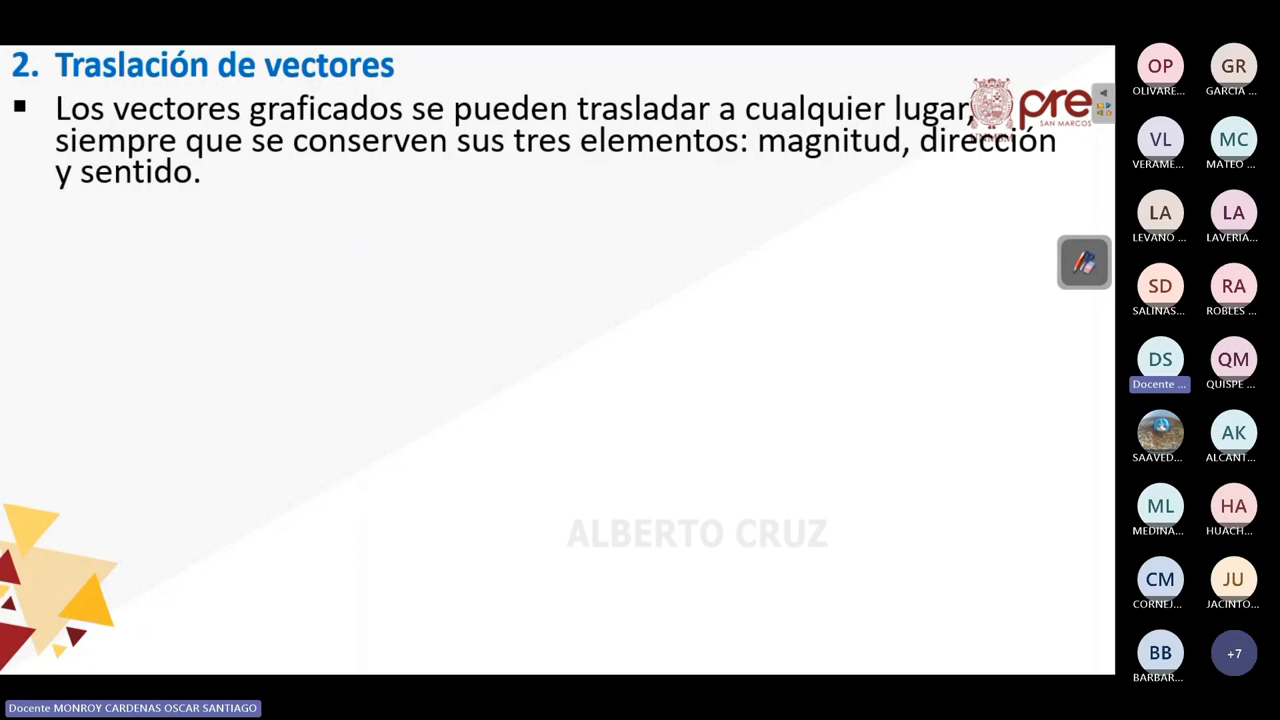 2. Traslación de vectores
▪ Los vectores graficados se pueden trasladar a cualquier lugar,
siempre que se conserven sus tres elementos: magnitud, dirección
y sentido.
pre
SAN MARCOS
ALBERTO CRUZ
OP
OLIVARE...
GR
GARCIA ...
VL
VERAME...
MC
MATEO ...
LA
LEVANO ...
LA
LAVERIA...
SD
SALINAS...
RA
ROBLES ...
DS
Docente ...
QM
QUISPE ...
SAAVED...
AK
ALCANT...
ML
MEDINA...
HA
HUACH...
CM
CORNEJ...
JU
JACINTO...
BB
BARBAR...
+7
Docente MONROY CARDENAS OSCAR SANTIAGO